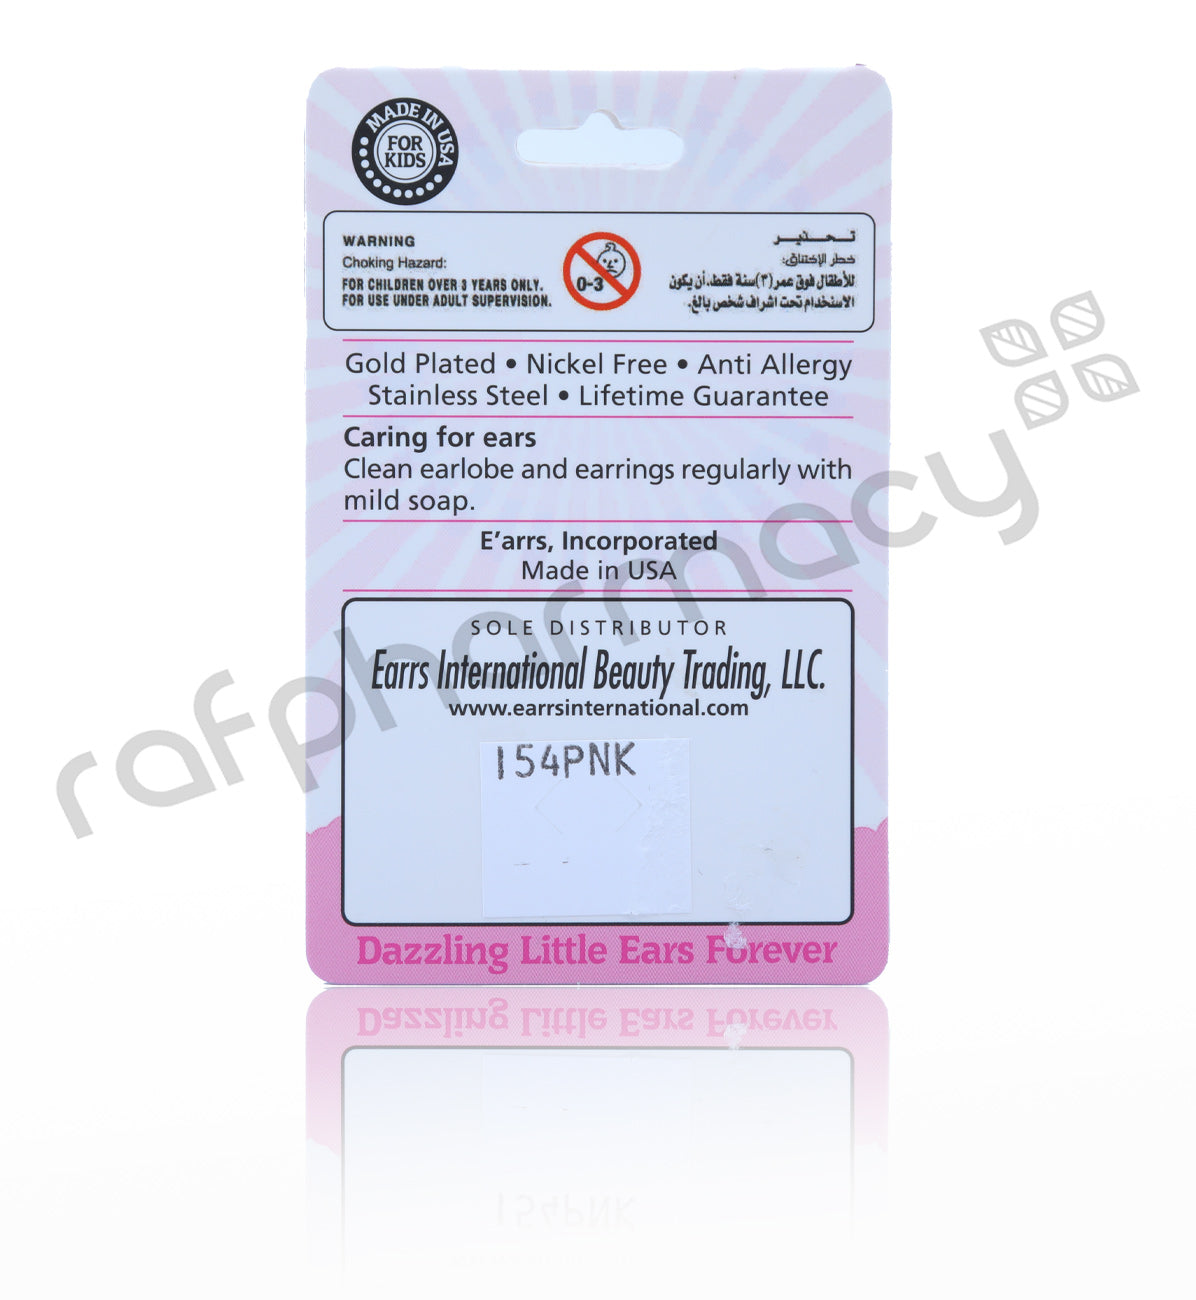 MADE IN USA
FOR
KIDS
WARNING
Choking Hazard:
FOR CHILDREN OVER 3 YEARS ONLY.
FOR USE UNDER ADULT SUPERVISION.
0-3
تحذير
خطر الإختناق:
للأطفال فوق عمر (٣) سنة فقط، أن يكون
الاستخدام تحت اشراف شخص بالغ.
Gold Plated • Nickel Free • Anti Allergy
Stainless Steel • Lifetime Guarantee
Caring for ears
Clean earlobe and earrings regularly with
mild soap.
E’arrs, Incorporated
Made in USA
SOLE DISTRIBUTOR
Earrs International Beauty Trading, LLC.
www.earrsinternational.com
154PNK
Dazzling Little Ears Forever
rafpharmacy